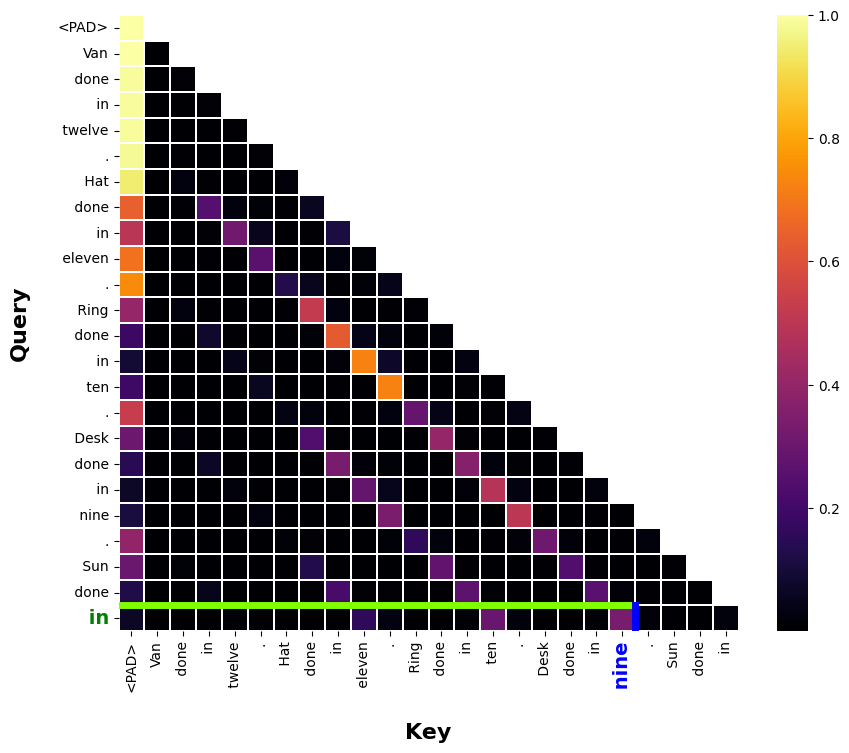 <PAD>
Van
done
in
twelve
.
Hat
done
in
eleven
.
Ring
done
in
ten
.
Desk
done
in
nine
.
Sun
done
in
Query
<PAD>
Van
done
in
twelve
.
Hat
done
in
eleven
.
Ring
done
in
ten
.
Desk
done
in
nine
.
Sun
done
in
Key
1.0
0.8
0.6
0.4
0.2